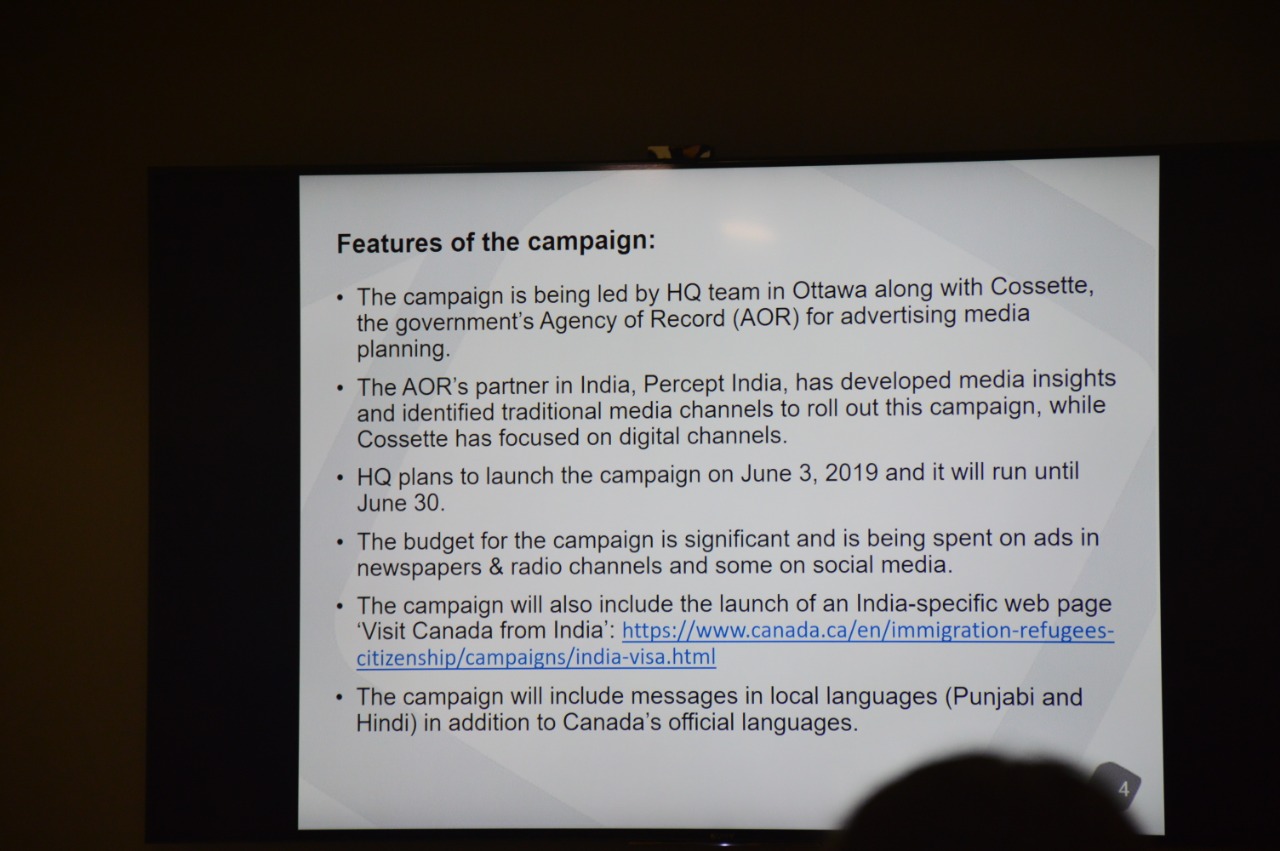 Features of the campaign:
• The campaign is being led by HQ team in Ottawa along with Cossette,
the government's Agency of Record (AOR) for advertising media
planning.
• The AOR's partner in India, Percept India, has developed media insights
and identified traditional media channels to roll out this campaign, while
Cossette has focused on digital channels.
• HQ plans to launch the campaign on June 3, 2019 and it will run until
June 30.
• The budget for the campaign is significant and is being spent on ads in
newspapers & radio channels and some on social media.
• The campaign will also include the launch of an India-specific web page
‘Visit Canada from India’: https://www.canada.ca/en/immigration-refugees-
citizenship/campaigns/india-visa.html
• The campaign will include messages in local languages (Punjabi and
Hindi) in addition to Canada's official languages.
4